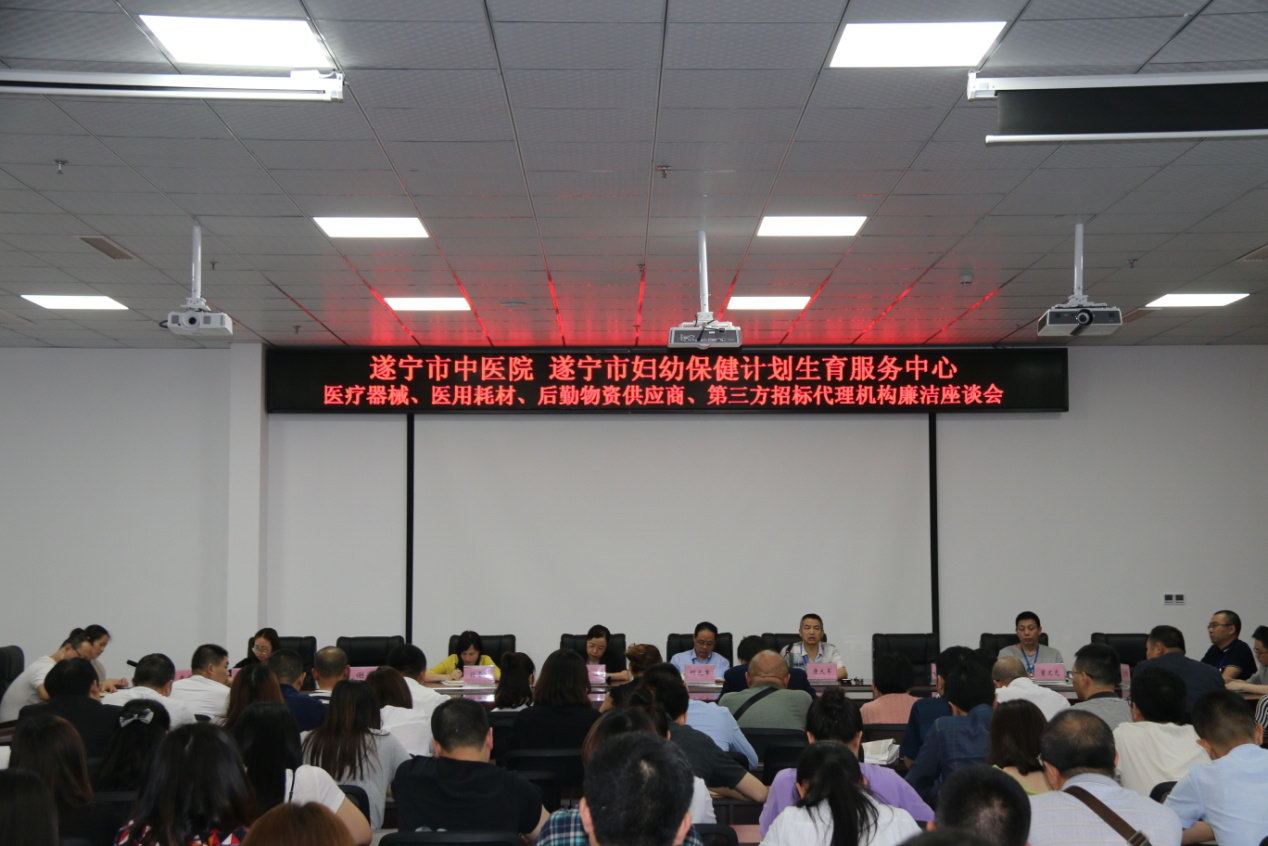 遂宁市中医院 遂宁市妇幼保健计划生育服务中心
医疗器械、医用耗材、后勤物资供应商、第三方招标代理机构廉洁座谈会